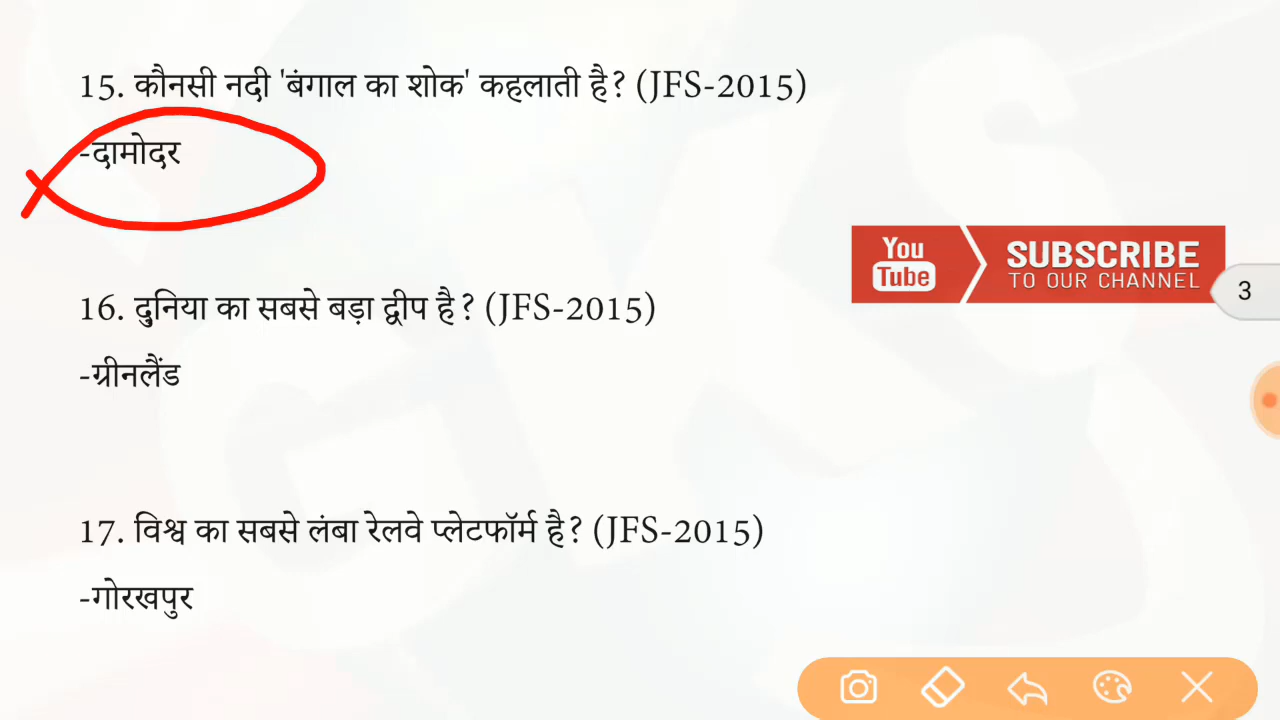 15. कौनसी नदी 'बंगाल का शोक' कहलाती है? (JFS-2015)
-दामोदर
You
Tube
SUBSCRIBE
TO OUR CHANNEL
3
16. दुनिया का सबसे बड़ा द्वीप है? (JFS-2015)
-ग्रीनलैंड
17. विश्व का सबसे लंबा रेलवे प्लेटफॉर्म है? (JFS-2015)
-गोरखपुर
GKS